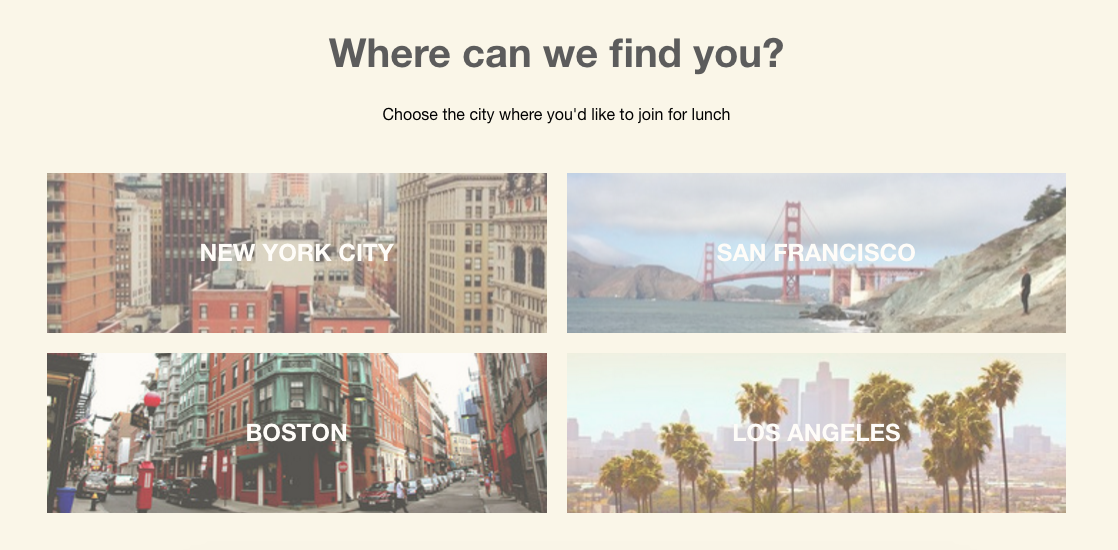 Where can we find you?
Choose the city where you'd like to join for lunch
NEW YORK CITY
SAN FRANCISCO
BOSTON
LOS ANGELES